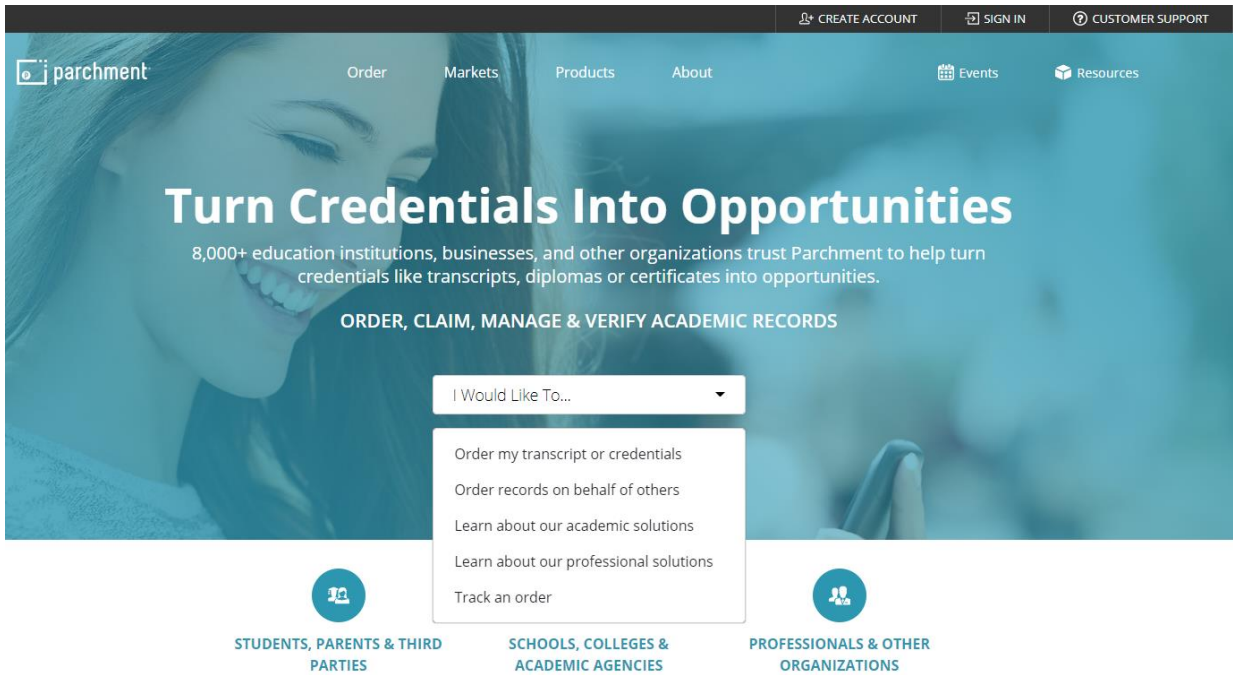 CREATE ACCOUNT
SIGN IN
CUSTOMER SUPPORT
parchment
Order
Markets
Products
About
Events
Resources
Turn Credentials Into Opportunities
8,000+ education institutions, businesses, and other organizations trust Parchment to help turn
credentials like transcripts, diplomas or certificates into opportunities.
ORDER, CLAIM, MANAGE & VERIFY ACADEMIC RECORDS
I Would Like To...
Order my transcript or credentials
Order records on behalf of others
Learn about our academic solutions
Learn about our professional solutions
Track an order
STUDENTS, PARENTS & THIRD
PARTIES
SCHOOLS, COLLEGES &
ACADEMIC AGENCIES
PROFESSIONALS & OTHER
ORGANIZATIONS